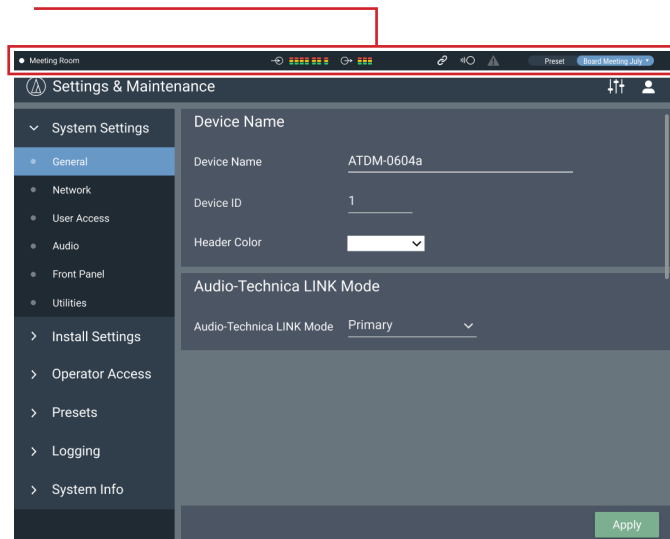 Meeting Room Preset Board Meeting July
Settings & Maintenance
System Settings
General
Network
User Access
Audio
Front Panel
Utilities
Install Settings
Operator Access
Presets
Logging
System Info
Device Name
Device Name ATDM-0604a
Device ID 1
Header Color
Audio-Technica LINK Mode
Audio-Technica LINK Mode Primary
Apply